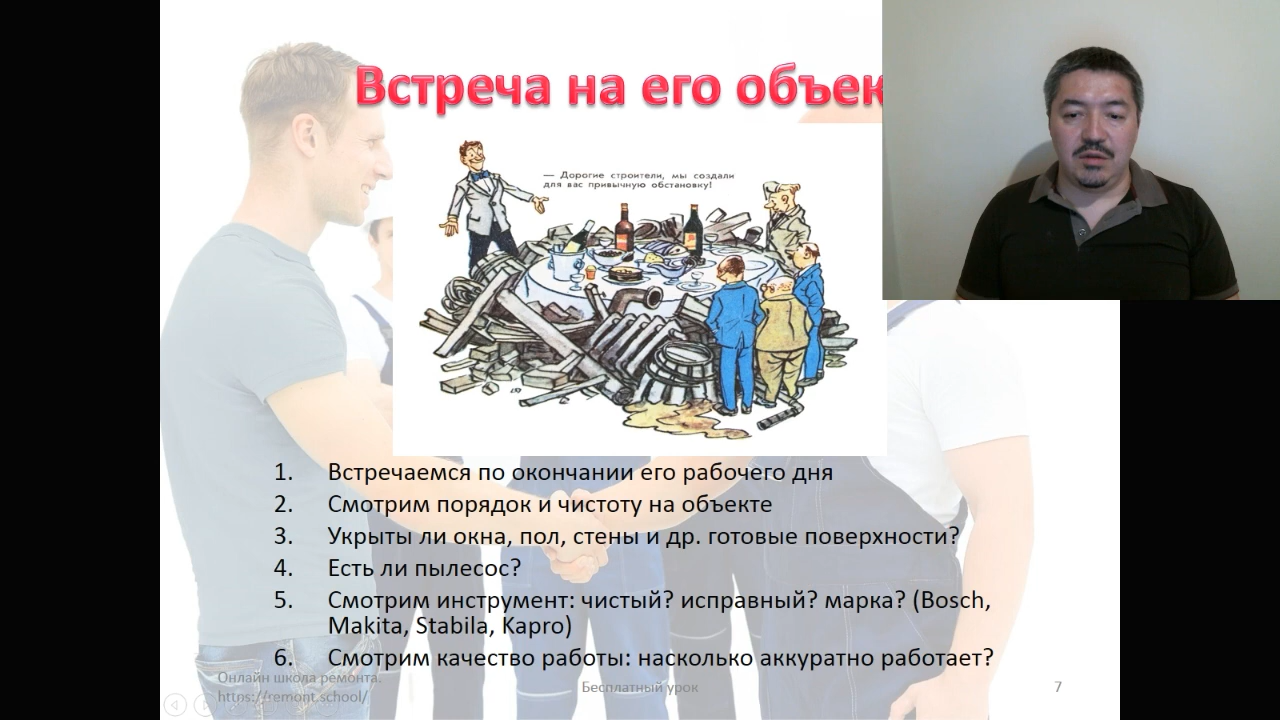 Встреча на его объек
— Дорогие строители, мы создали
для вас привычную обстановку!
1. Встречаемся по окончании его рабочего дня
2. Смотрим порядок и чистоту на объекте
3. Укрыты ли окна, пол, стены и др. готовые поверхности?
4. Есть ли пылесос?
5. Смотрим инструмент: чистый? исправный? марка? (Bosch,
Makita, Stabila, Kapro)
6. Смотрим качество работы: насколько аккуратно работает?
Онлайн школа ремонта.
https://remont.school/
Бесплатный урок
7